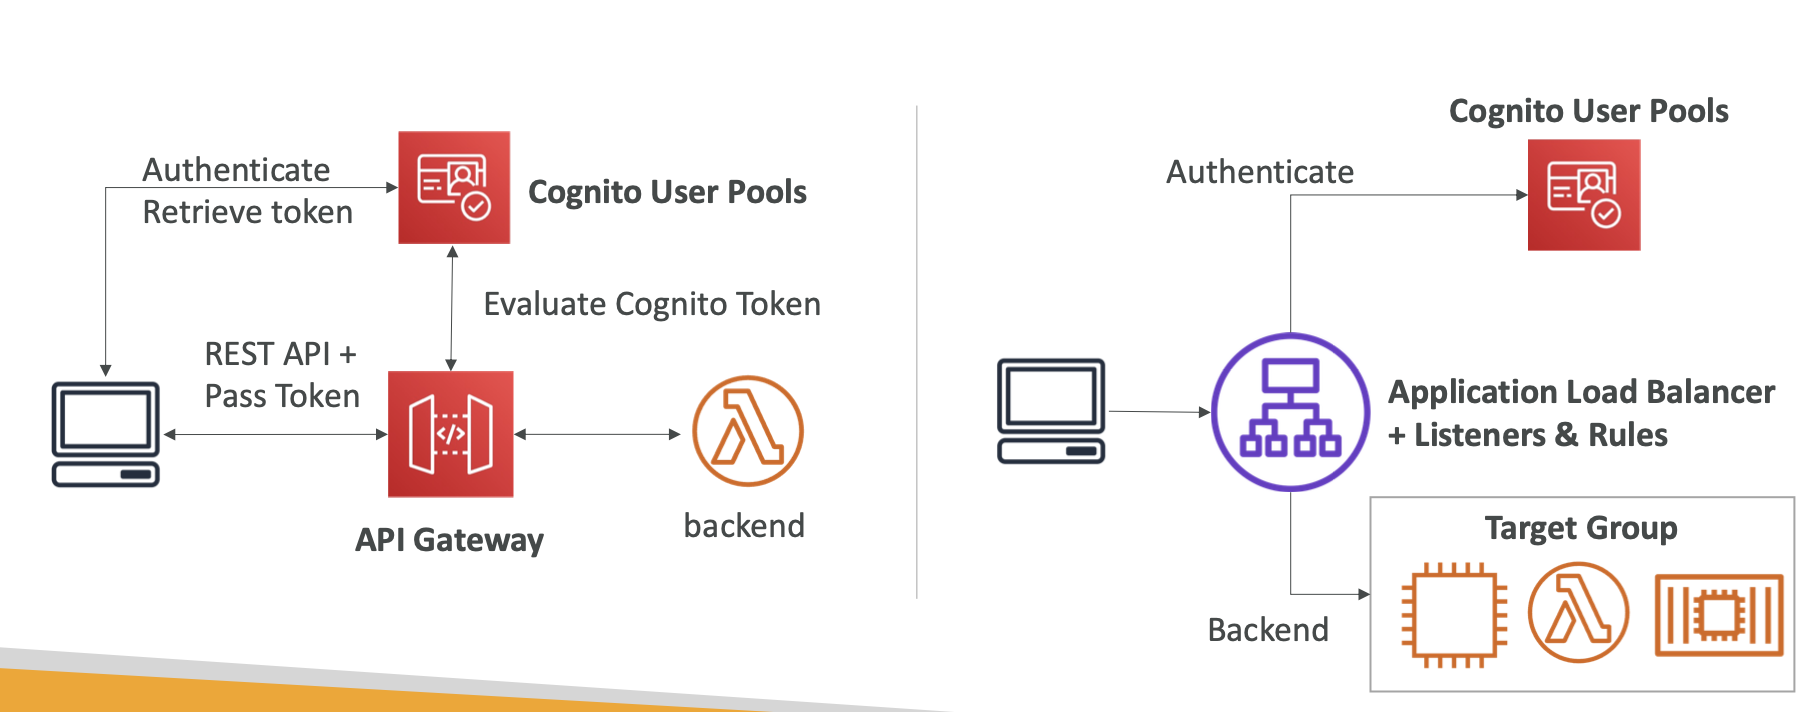 Authenticate
Retrieve token
Cognito User Pools
Evaluate Cognito Token
REST API +
Pass Token
</>
API Gateway
backend
Cognito User Pools
Authenticate
Application Load Balancer
+ Listeners & Rules
Target Group
Backend